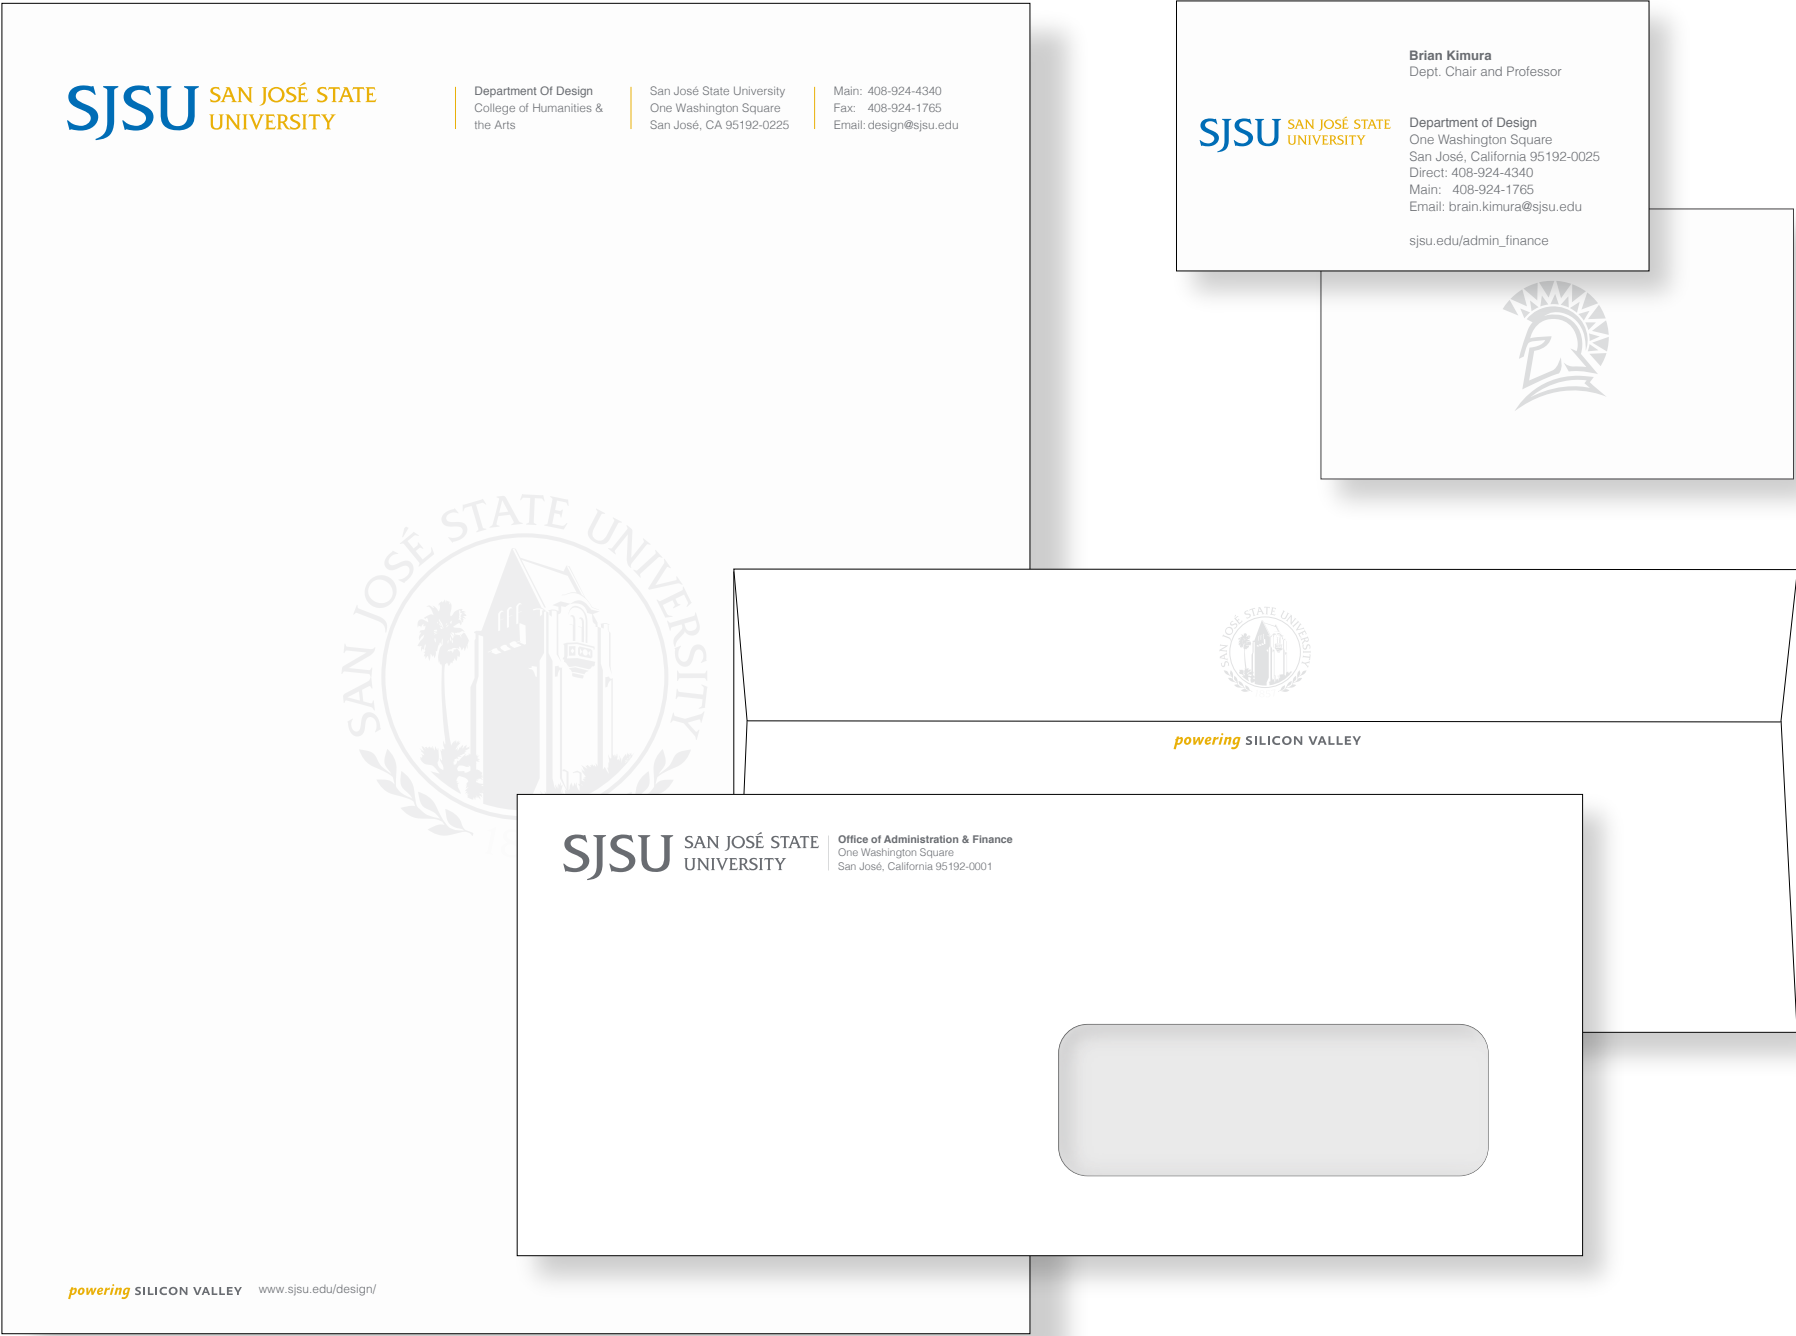 SJSU SAN JOSÉ STATE
UNIVERSITY
Department Of Design
College of Humanities &
the Arts
San José State University
One Washington Square
San José, CA 95192-0225
Main: 408-924-4340
Fax: 408-924-1765
Email: design@sjsu.edu
SAN JOSÉ STATE UNIVERSITY
powering SILICON VALLEY www.sjsu.edu/design/
Brian Kimura
Dept. Chair and Professor
SJSU SAN JOSÉ STATE
UNIVERSITY
Department of Design
One Washington Square
San José, California 95192-0025
Direct: 408-924-4340
Main: 408-924-1765
Email: brain.kimura@sjsu.edu
sjsu.edu/admin_finance
SAN JOSÉ STATE UNIVERSITY
powering SILICON VALLEY
SJSU SAN JOSÉ STATE
UNIVERSITY
Office of Administration & Finance
One Washington Square
San José, California 95192-0001